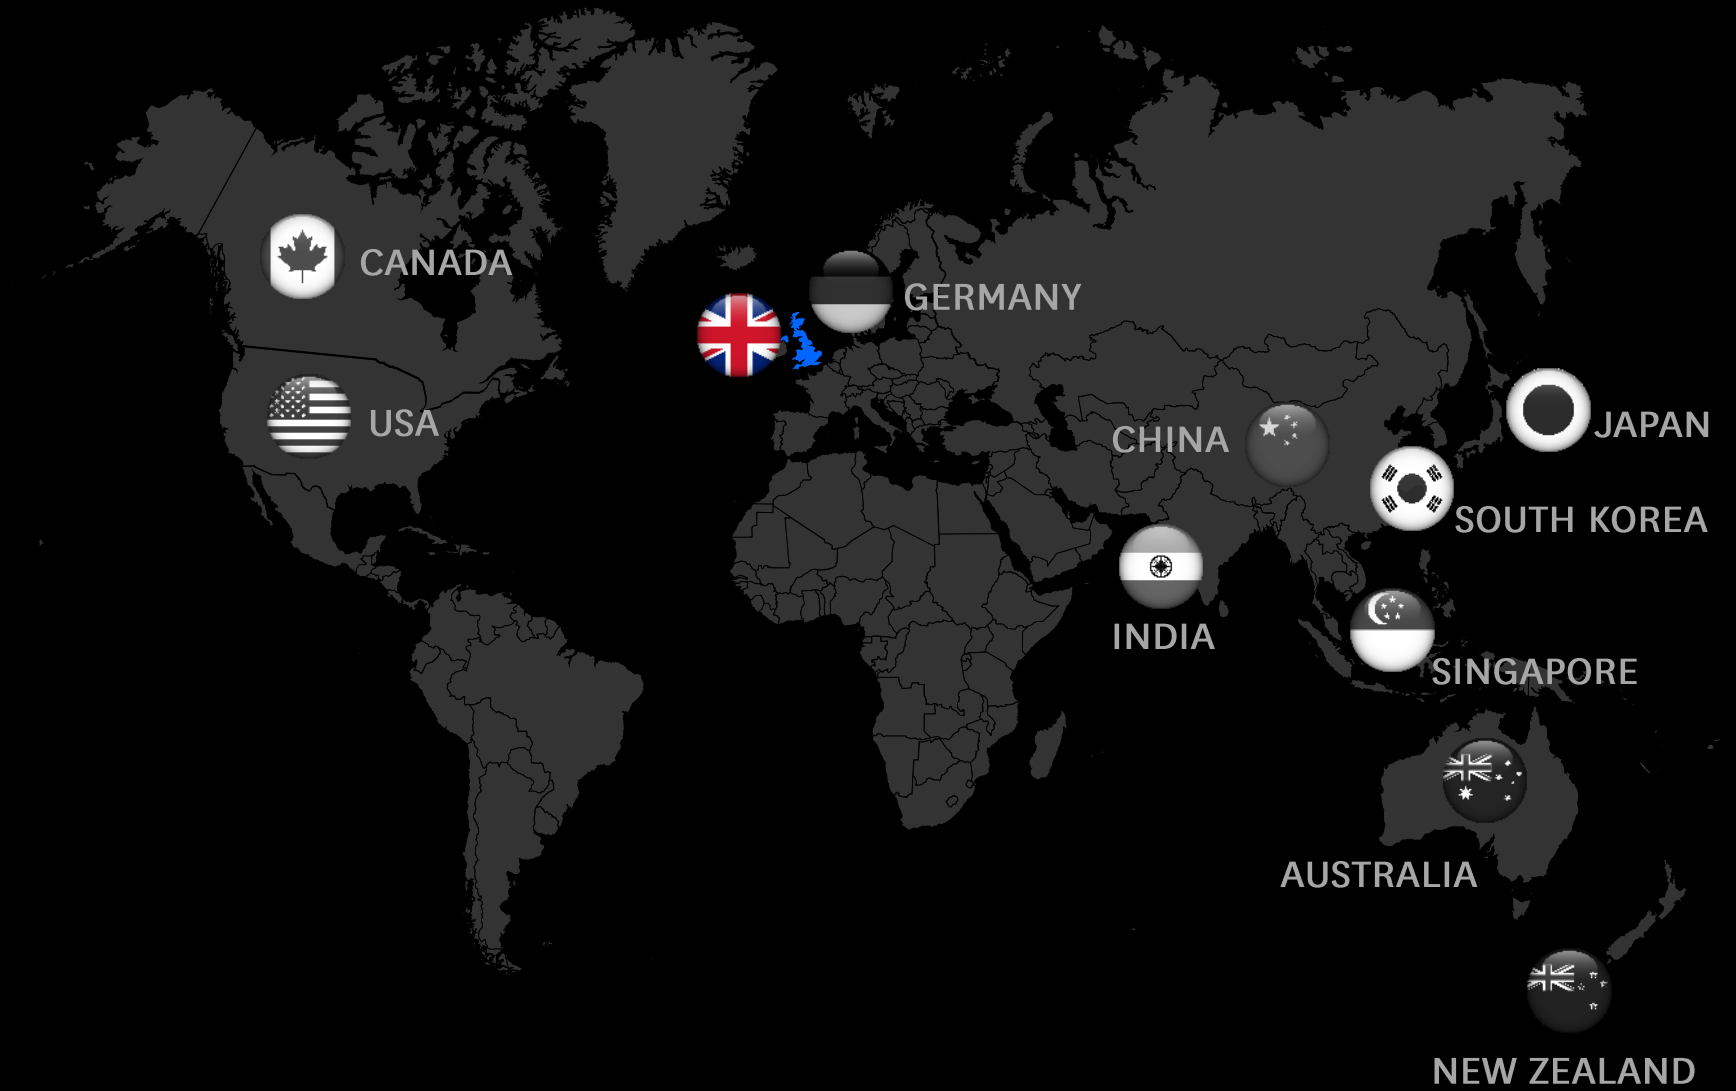 CANADA
GERMANY
USA
JAPAN
CHINA
SOUTH KOREA
INDIA
SINGAPORE
AUSTRALIA
NEW ZEALAND